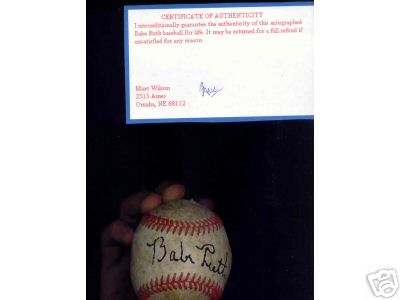 CERTIFICATE OF AUTHENTICITY
I unconditionally guarantee the authenticity of this autographed
Babe Ruth baseball for life. It may be returned for a full refund if
unsatisfied for any reason.
Marc Wilson
2515 Ames
Omaha, NE 68112
Babe Ruth